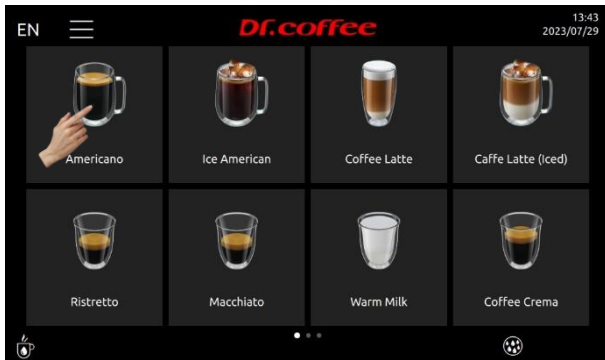 EN
Dr.coffee
13:43
2023/07/29
Americano
Ice American
Coffee Latte
Caffe Latte (Iced)
Ristretto
Macchiato
Warm Milk
Coffee Crema